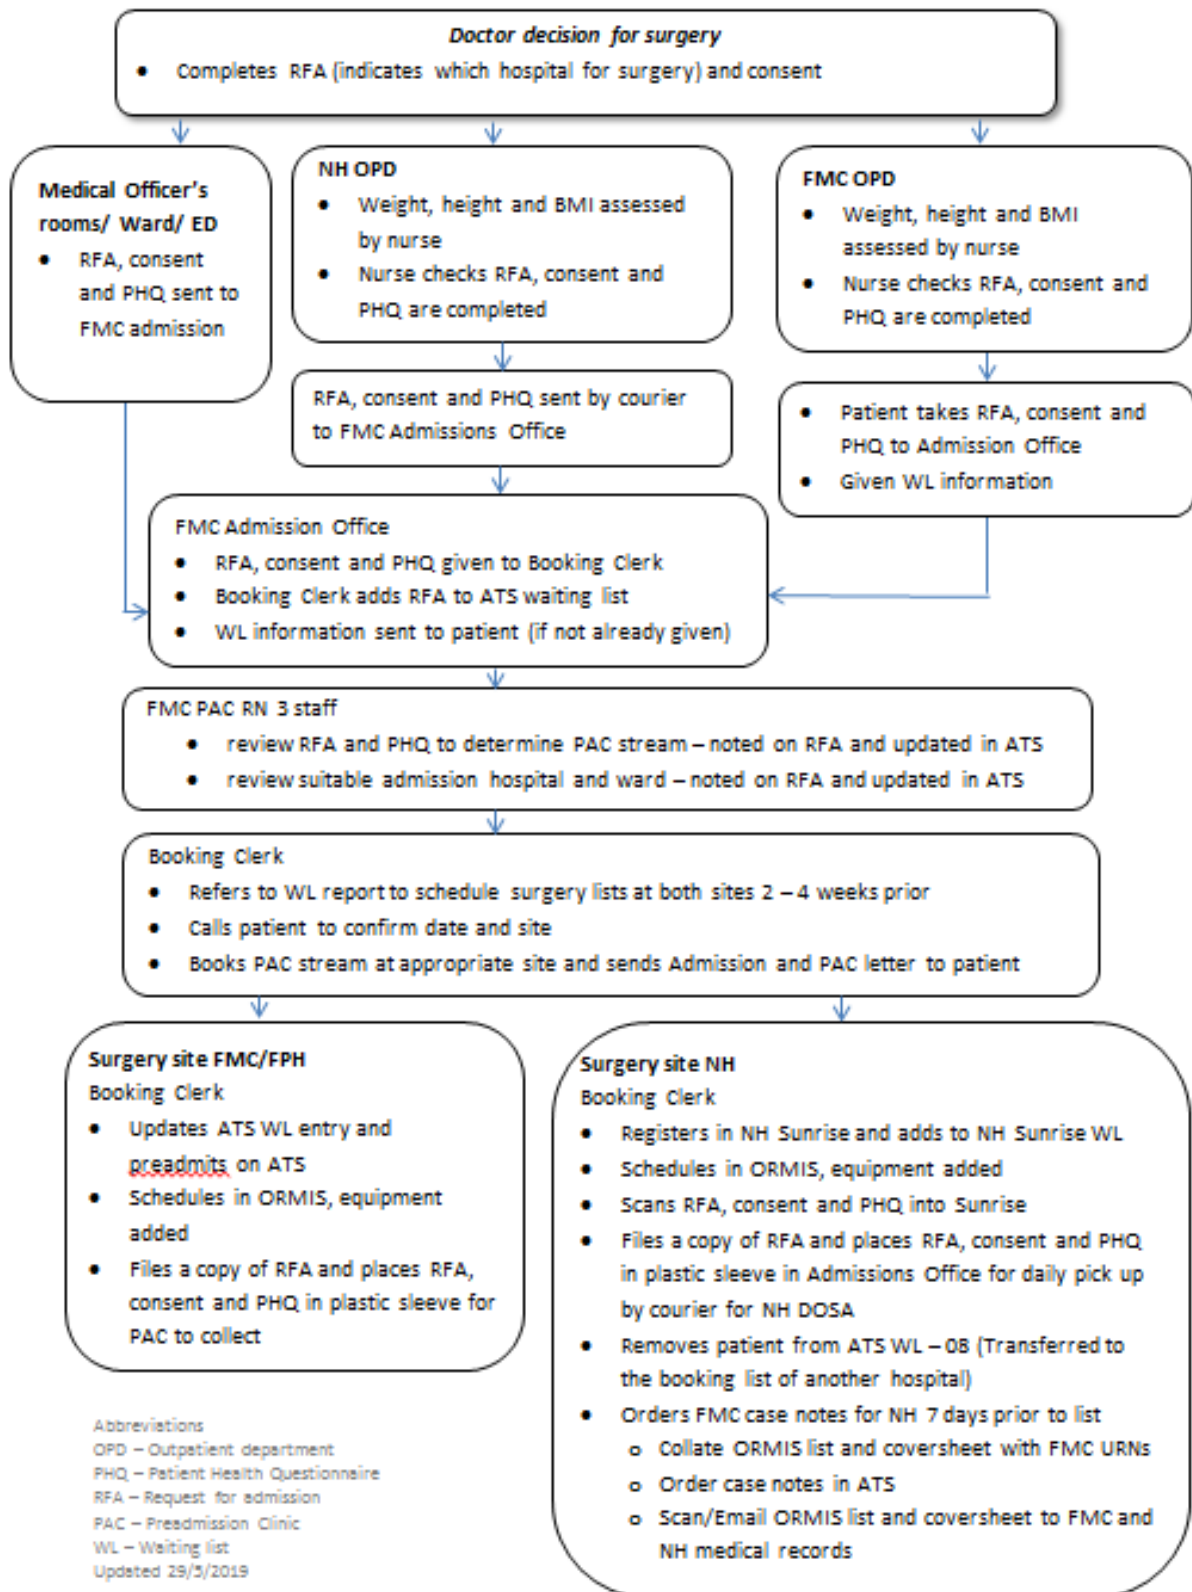 Doctor decision for surgery
• Completes RFA (indicates which hospital for surgery) and consent
Medical Officer's
rooms/ Ward/ ED
• RFA, consent
and PHQ sent to
FMC admission
NH OPD
• Weight, height and BMI assessed
by nurse
• Nurse checks RFA, consent and
PHQ are completed
FMC OPD
• Weight, height and BMI
assessed by nurse
• Nurse checks RFA, consent and
PHQ are completed
RFA, consent and PHQ sent by courier
to FMC Admissions Office
• Patient takes RFA, consent and
PHQ to Admission Office
• Given WL information
FMC Admission Office
• RFA, consent and PHQ given to Booking Clerk
• Booking Clerk adds RFA to ATS waiting list
• WL information sent to patient (if not already given)
FMC PAC RN 3 staff
• review RFA and PHQ to determine PAC stream – noted on RFA and updated in ATS
• review suitable admission hospital and ward – noted on RFA and updated in ATS
Booking Clerk
• Refers to WL report to schedule surgery lists at both sites 2 – 4 weeks prior
• Calls patient to confirm date and site
• Books PAC stream at appropriate site and sends Admission and PAC letter to patient
Surgery site FMC/FPH
Booking Clerk
• Updates ATS WL entry and
preadmits on ATS
• Schedules in ORMIS, equipment
added
• Files a copy of RFA and places RFA,
consent and PHQ in plastic sleeve for
PAC to collect
Surgery site NH
Booking Clerk
• Registers in NH Sunrise and adds to NH Sunrise WL
• Schedules in ORMIS, equipment added
• Scans RFA, consent and PHQ into Sunrise
• Files a copy of RFA and places RFA, consent and PHQ
in plastic sleeve in Admissions Office for daily pick up
by courier for NH DOSA
• Removes patient from ATS WL – 08 (Transferred to
the booking list of another hospital)
• Orders FMC case notes for NH 7 days prior to list
o Collate ORMIS list and coversheet with FMC URNs
o Order case notes in ATS
o Scan/Email ORMIS list and coversheet to FMC and
NH medical records
Abbreviations
OPD – Outpatient department
PHQ – Patient Health Questionnaire
RFA – Request for admission
PAC – Preadmission Clinic
WL – Waiting list
Updated 29/5/2019